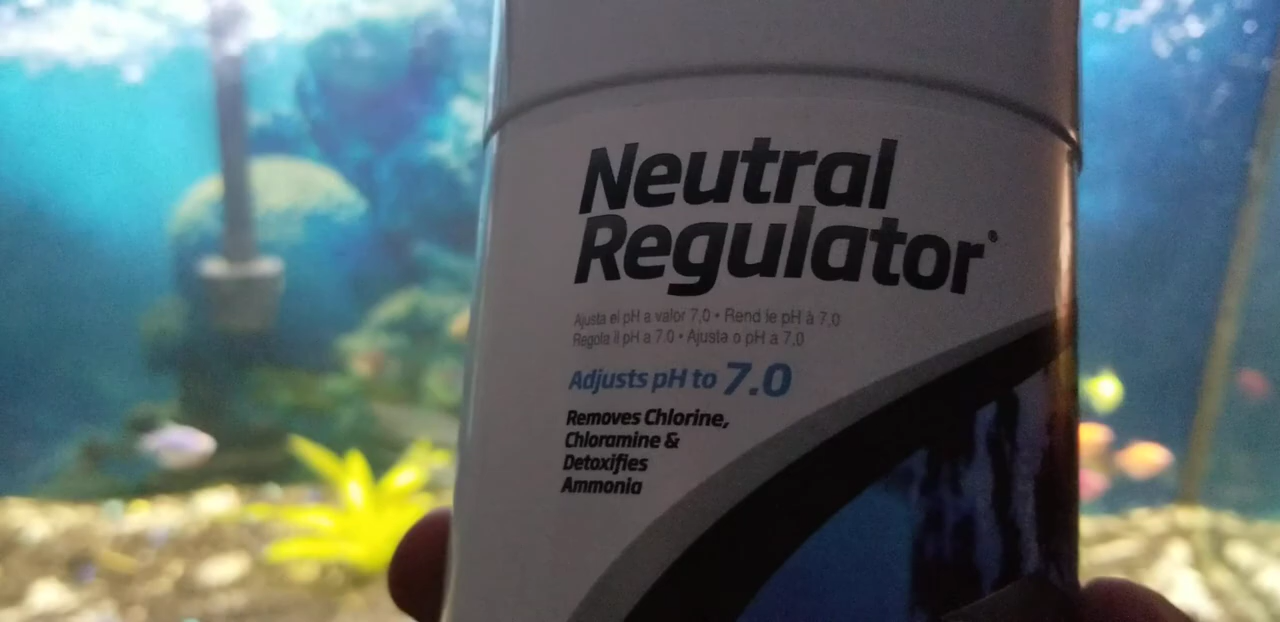 Neutral
Regulator®
Ajusta el pH a valor 7,0 • Rend le pH à 7,0
Regola il pH a 7.0 • Ajusta o pH a 7,0
Adjusts pH to 7.0
Removes Chlorine,
Chloramine &
Detoxifies
Ammonia